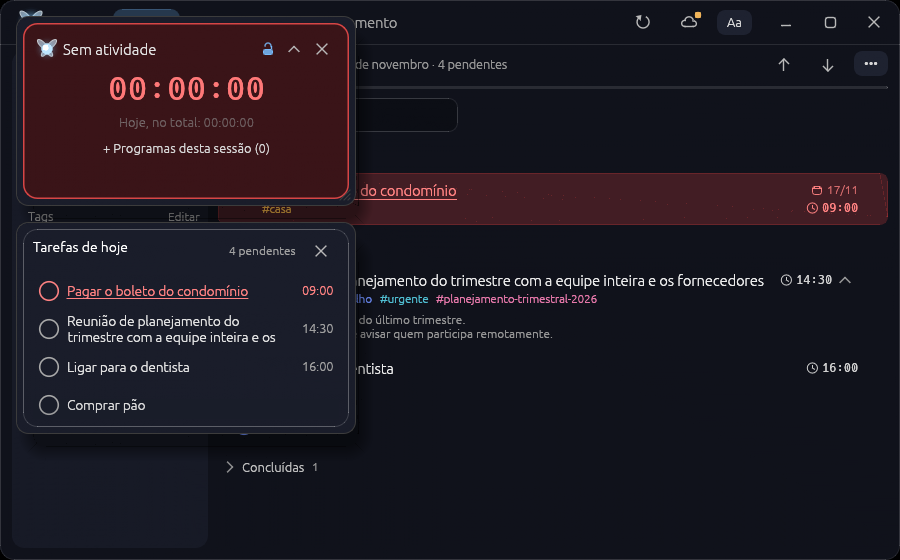 mento
Aa
Sem atividade
00:00:00
Hoje, no total: 00:00:00
+ Programas desta sessão (0)
de novembro · 4 pendentes
do condomínio
17/11
#casa
09:00
Tags
Editar
Tarefas de hoje
4 pendentes
Pagar o boleto do condomínio
09:00
Reunião de planejamento do
trimestre com a equipe inteira e os
14:30
Ligar para o dentista
16:00
Comprar pão
nejamento do trimestre com a equipe inteira e os fornecedores
14:30
lho #urgente #planejamento-trimestral-2026
do último trimestre.
e avisar quem participa remotamente.
entista
16:00
Concluídas 1